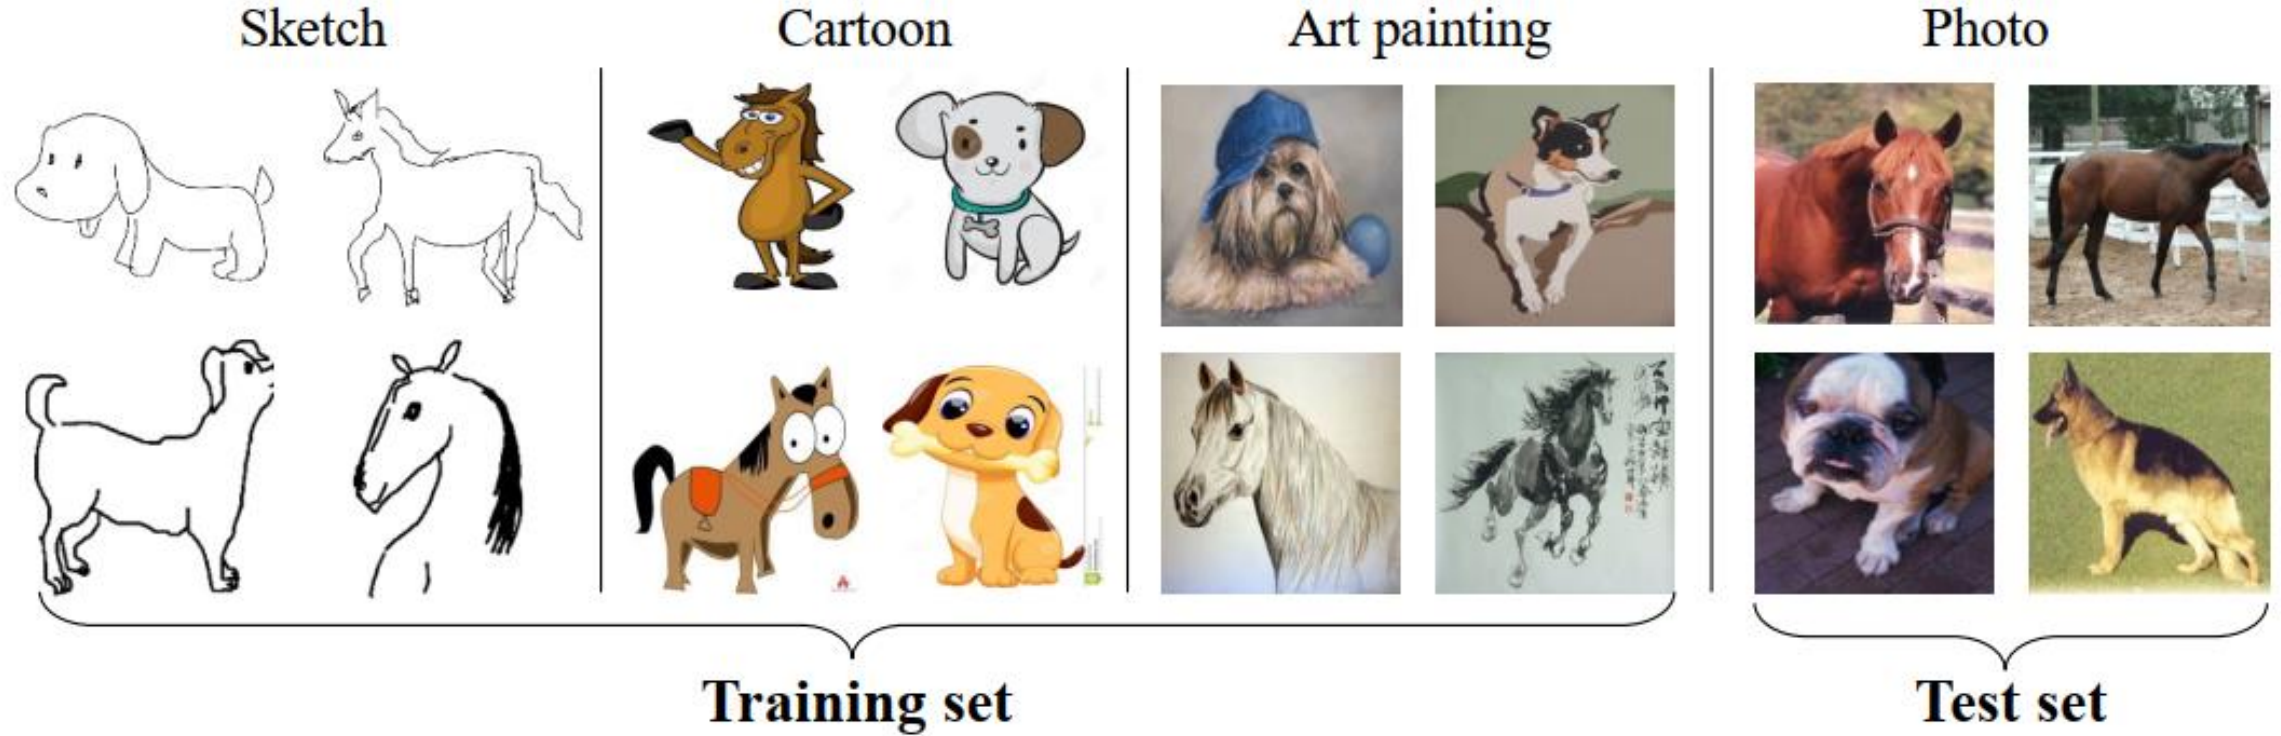 Sketch
Cartoon
Art painting
Photo
Training set
Test set